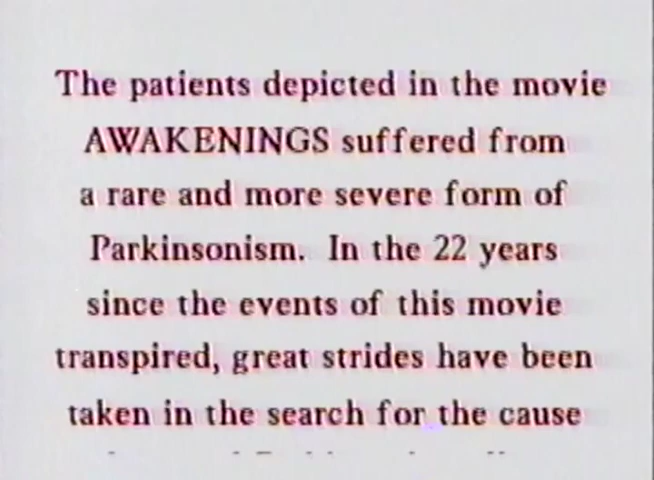 The patients depicted in the movie
AWAKENINGS suffered from
a rare and more severe form of
Parkinsonism. In the 22 years
since the events of this movie
transpired, great strides have been
taken in the search for the cause